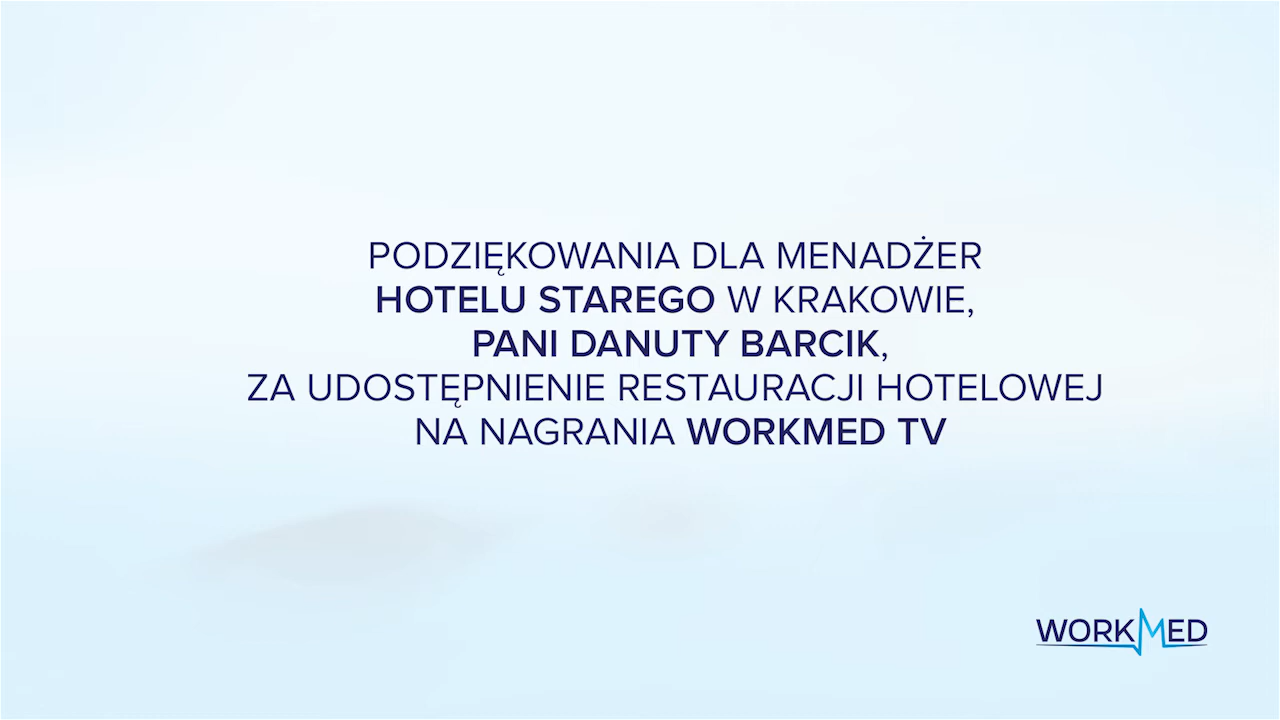 PODZIĘKOWANIA DLA MENADŻER
HOTELU STAREGO W KRAKOWIE,
PANI DANUTY BARCIK,
ZA UDOSTĘPNIENIE RESTAURACJI HOTELOWEJ
NA NAGRANIA WORKMED TV
WORKMED